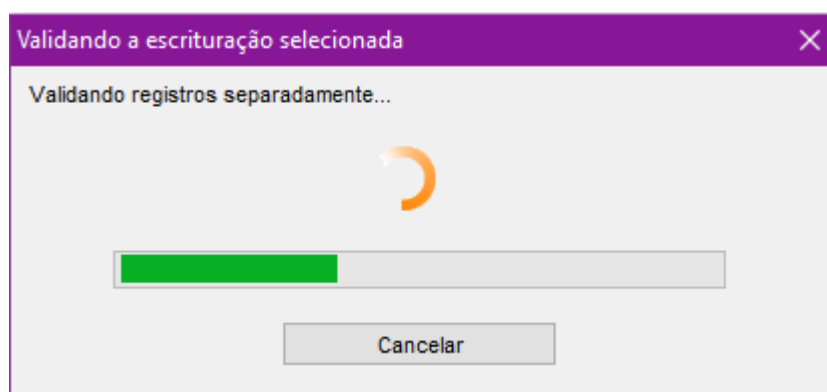 Validando a escrituração selecionada
Validando registros separadamente...
Cancelar